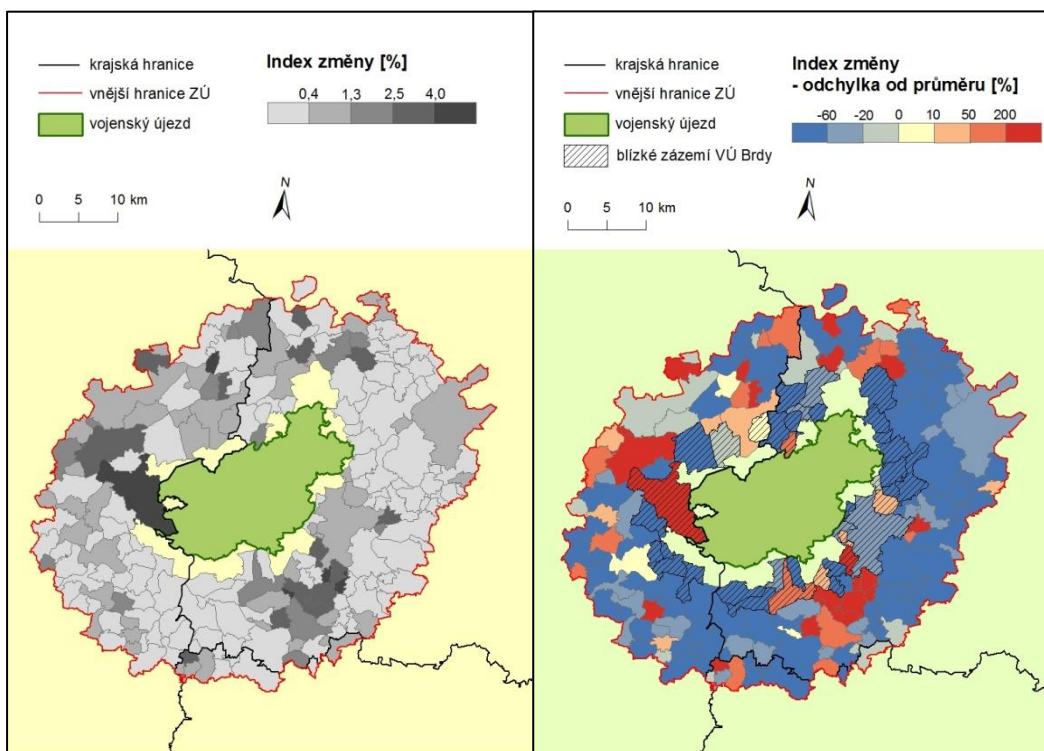 krajská hranice
vnější hranice ZÚ
vojenský újezd
Index změny [%]
0,4 1,3 2,5 4,0
0 5 10 km
N
krajská hranice
vnější hranice ZÚ
vojenský újezd
blízké zázemí VÚ Brdy
Index změny
- odchylka od průměru [%]
-60 -20 0 10 50 200
0 5 10 km
N